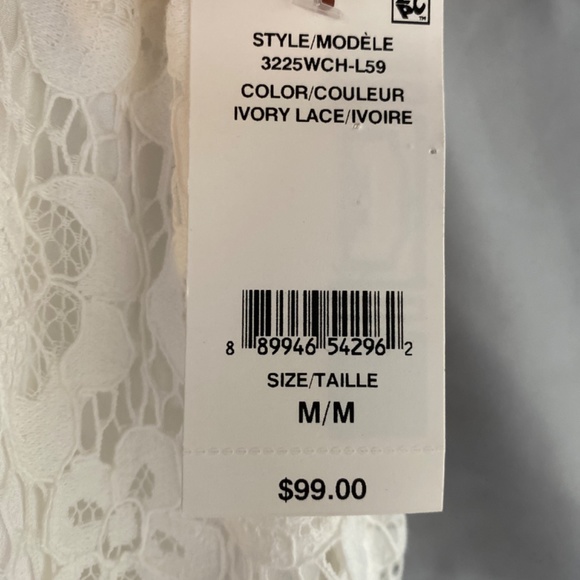 STYLE/MODÈLE
3225WCH-L59
COLOR/COULEUR
IVORY LACE/IVOIRE
8 89946 54296 2
SIZE/TAILLE
M/M
$99.00